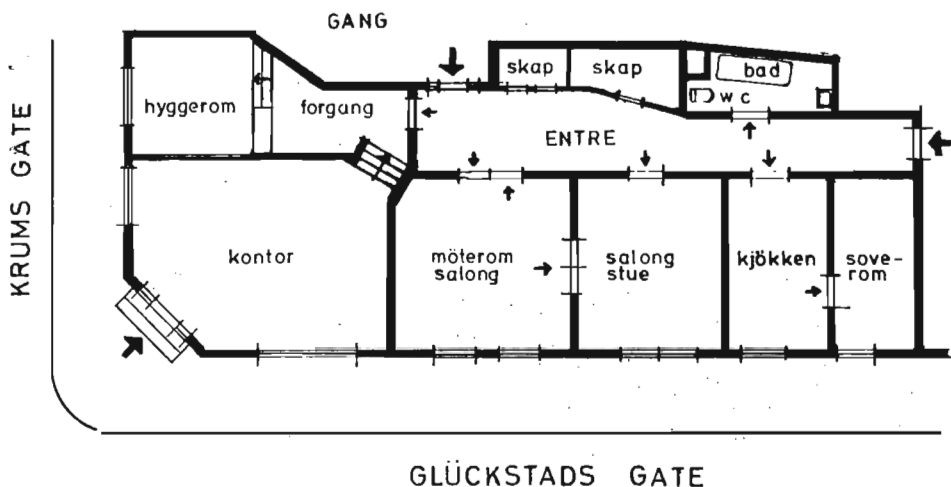 GANG
skap
skap
bad
wc
hyggerom
forgang
ENTRE
KRUMS GÅTE
kontor
möterom
salong
salong
stue
kjökken
sove-
rom
GLÜCKSTADS GATE